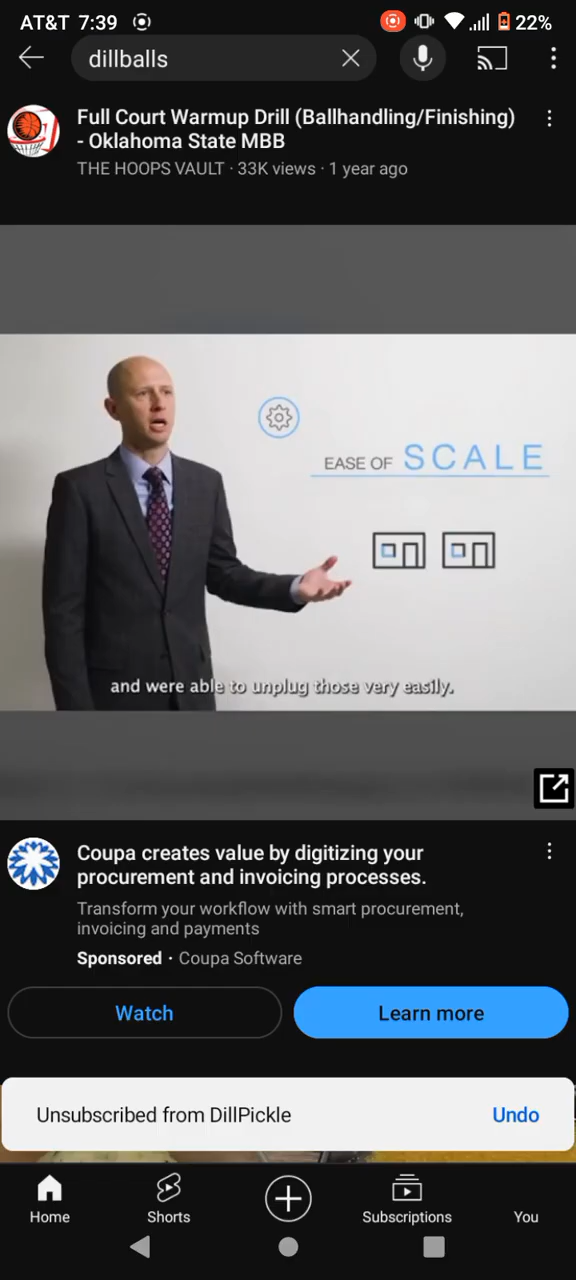 AT&T 7:39 22%
dillballs
Full Court Warmup Drill (Ballhandling/Finishing)
- Oklahoma State MBB
THE HOOPS VAULT · 33K views · 1 year ago
EASE OF SCALE
and were able to unplug those very easily.
Coupa creates value by digitizing your
procurement and invoicing processes.
Transform your workflow with smart procurement,
invoicing and payments
Sponsored · Coupa Software
Watch Learn more
Unsubscribed from DillPickle Undo
Home Shorts Subscriptions You